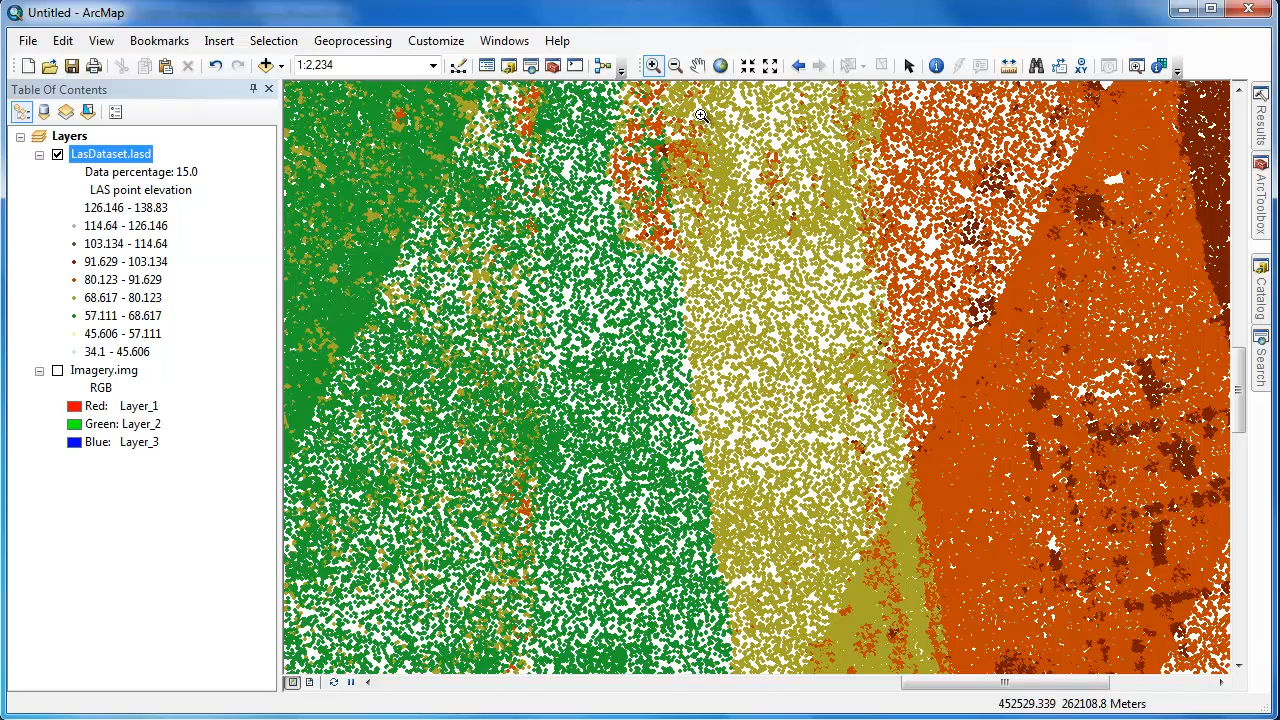 Untitled - ArcMap
File Edit View Bookmarks Insert Selection Geoprocessing Customize Windows Help
1:2,234
Table Of Contents
Layers
LasDataset.lasd
Data percentage: 15.0
LAS point elevation
126.146 - 138.83
114.64 - 126.146
103.134 - 114.64
91.629 - 103.134
80.123 - 91.629
68.617 - 80.123
57.111 - 68.617
45.606 - 57.111
34.1 - 45.606
Imagery.img
RGB
Red: Layer_1
Green: Layer_2
Blue: Layer_3
Results
ArcToolbox
Catalog
Search
452529.339 262108.8 Meters